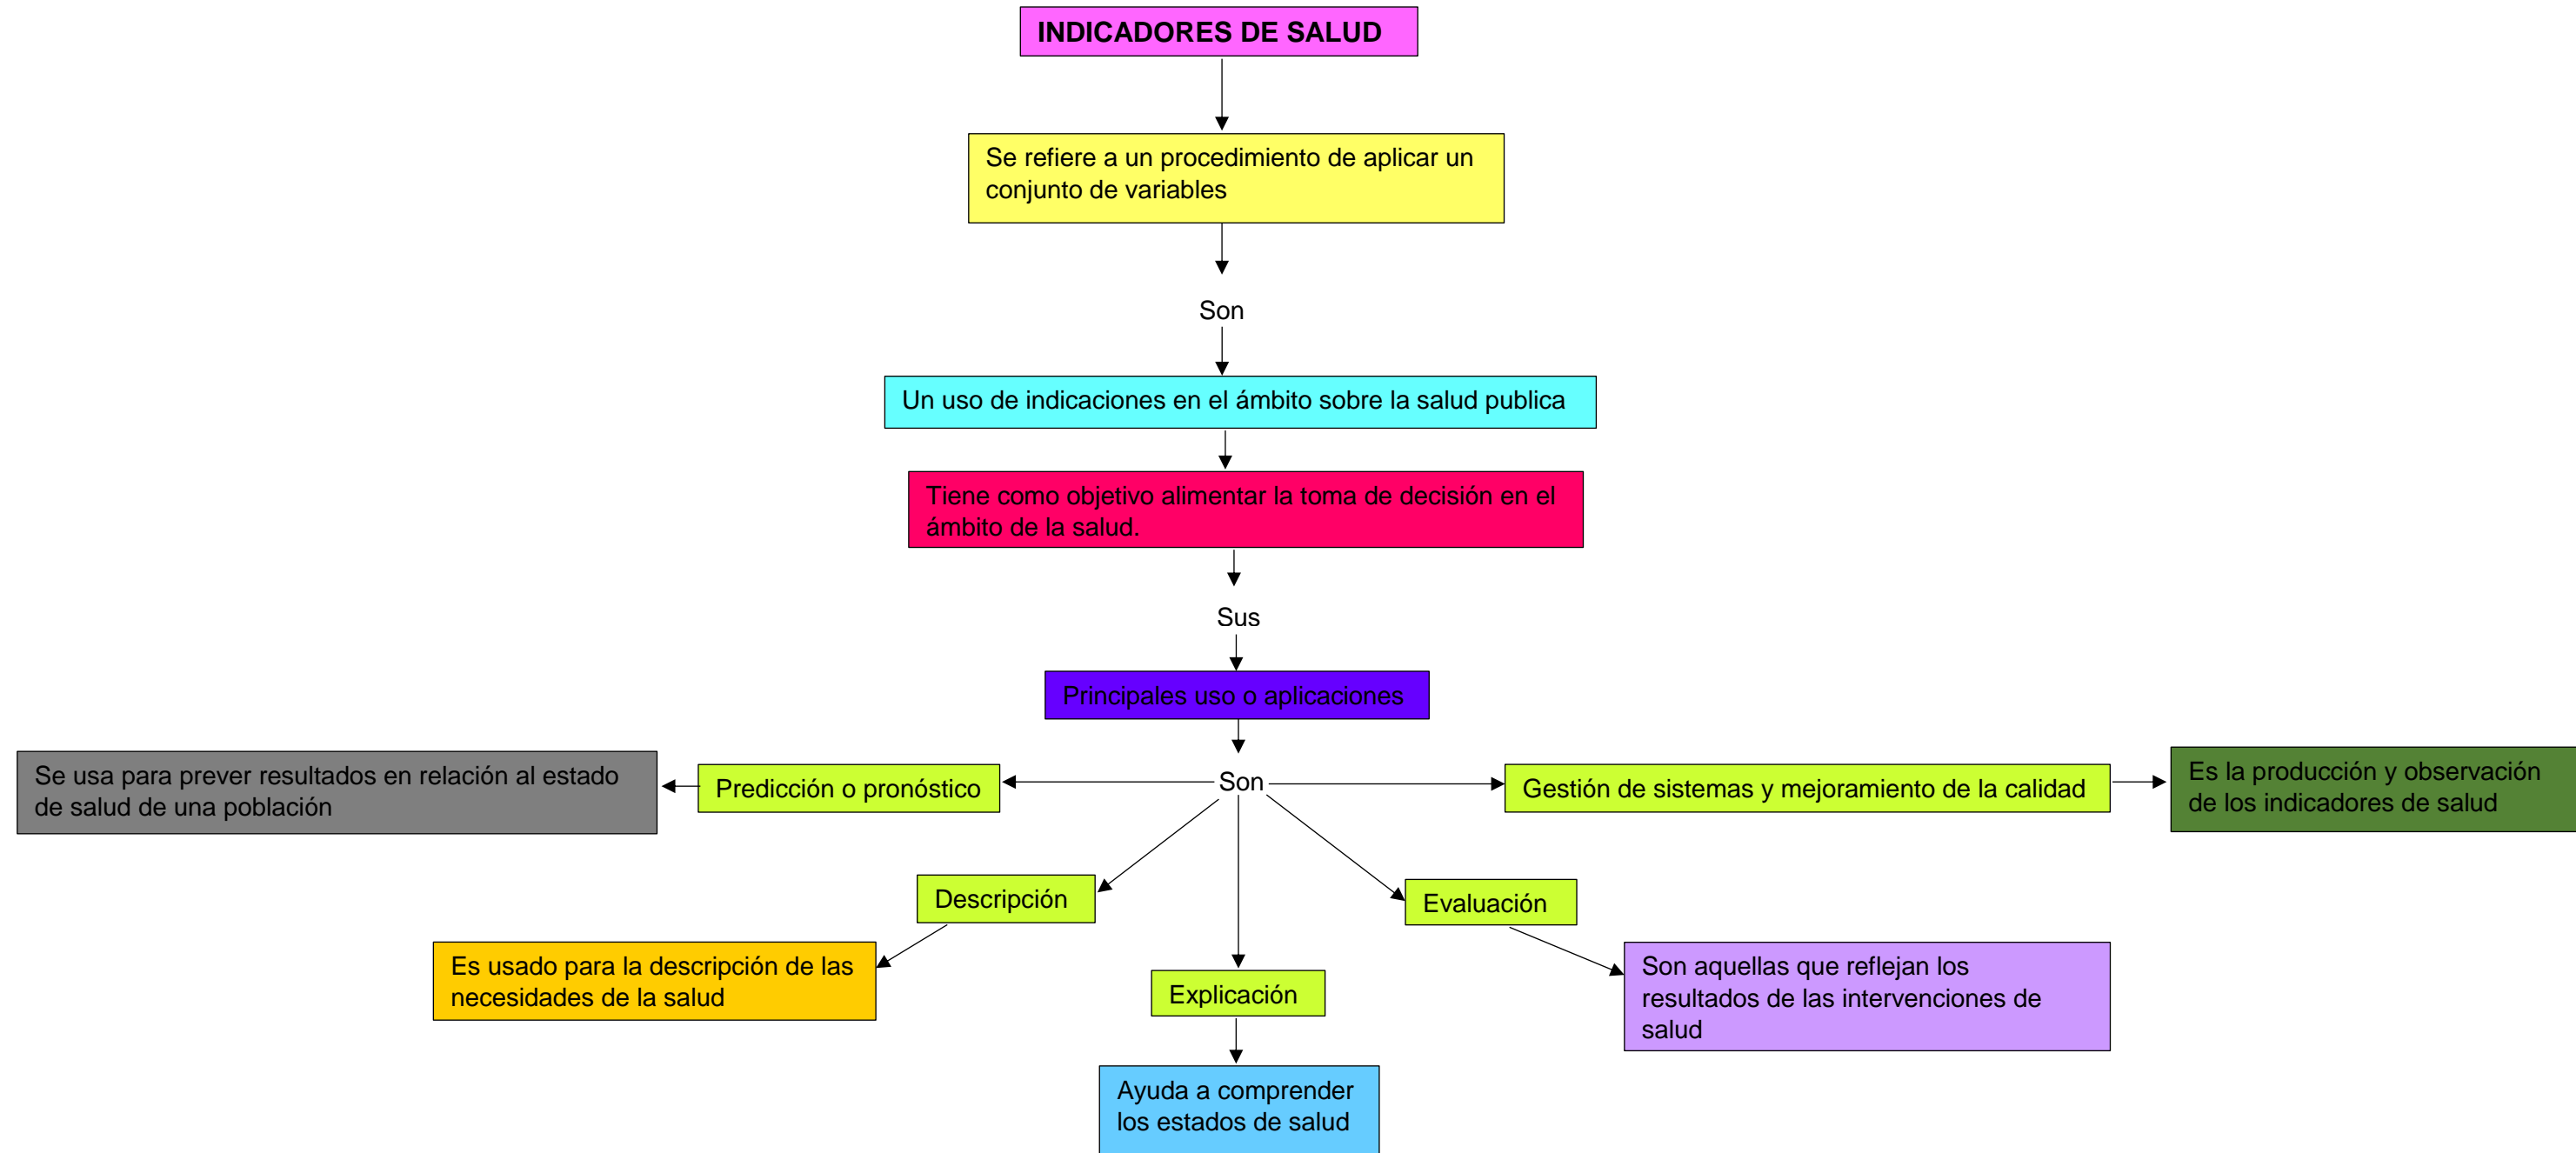 INDICADORES DE SALUD
Se refiere a un procedimiento de aplicar un
conjunto de variables
Son
Un uso de indicaciones en el ámbito sobre la salud publica
Tiene como objetivo alimentar la toma de decisión en el
ámbito de la salud.
Sus
Principales uso o aplicaciones
Son
Predicción o pronóstico
Se usa para prever resultados en relación al estado
de salud de una población
Gestión de sistemas y mejoramiento de la calidad
Es la producción y observación
de los indicadores de salud
Descripción
Es usado para la descripción de las
necesidades de la salud
Explicación
Ayuda a comprender
los estados de salud
Evaluación
Son aquellas que reflejan los
resultados de las intervenciones de
salud